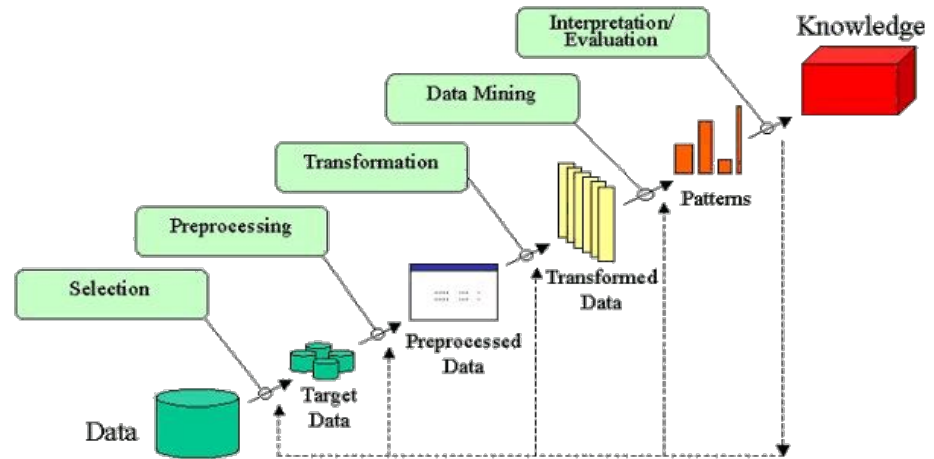 Interpretation/
Evaluation
Knowledge
Data Mining
Transformation
Patterns
Preprocessing
Transformed
Data
Selection
Preprocessed
Data
Target
Data
Data